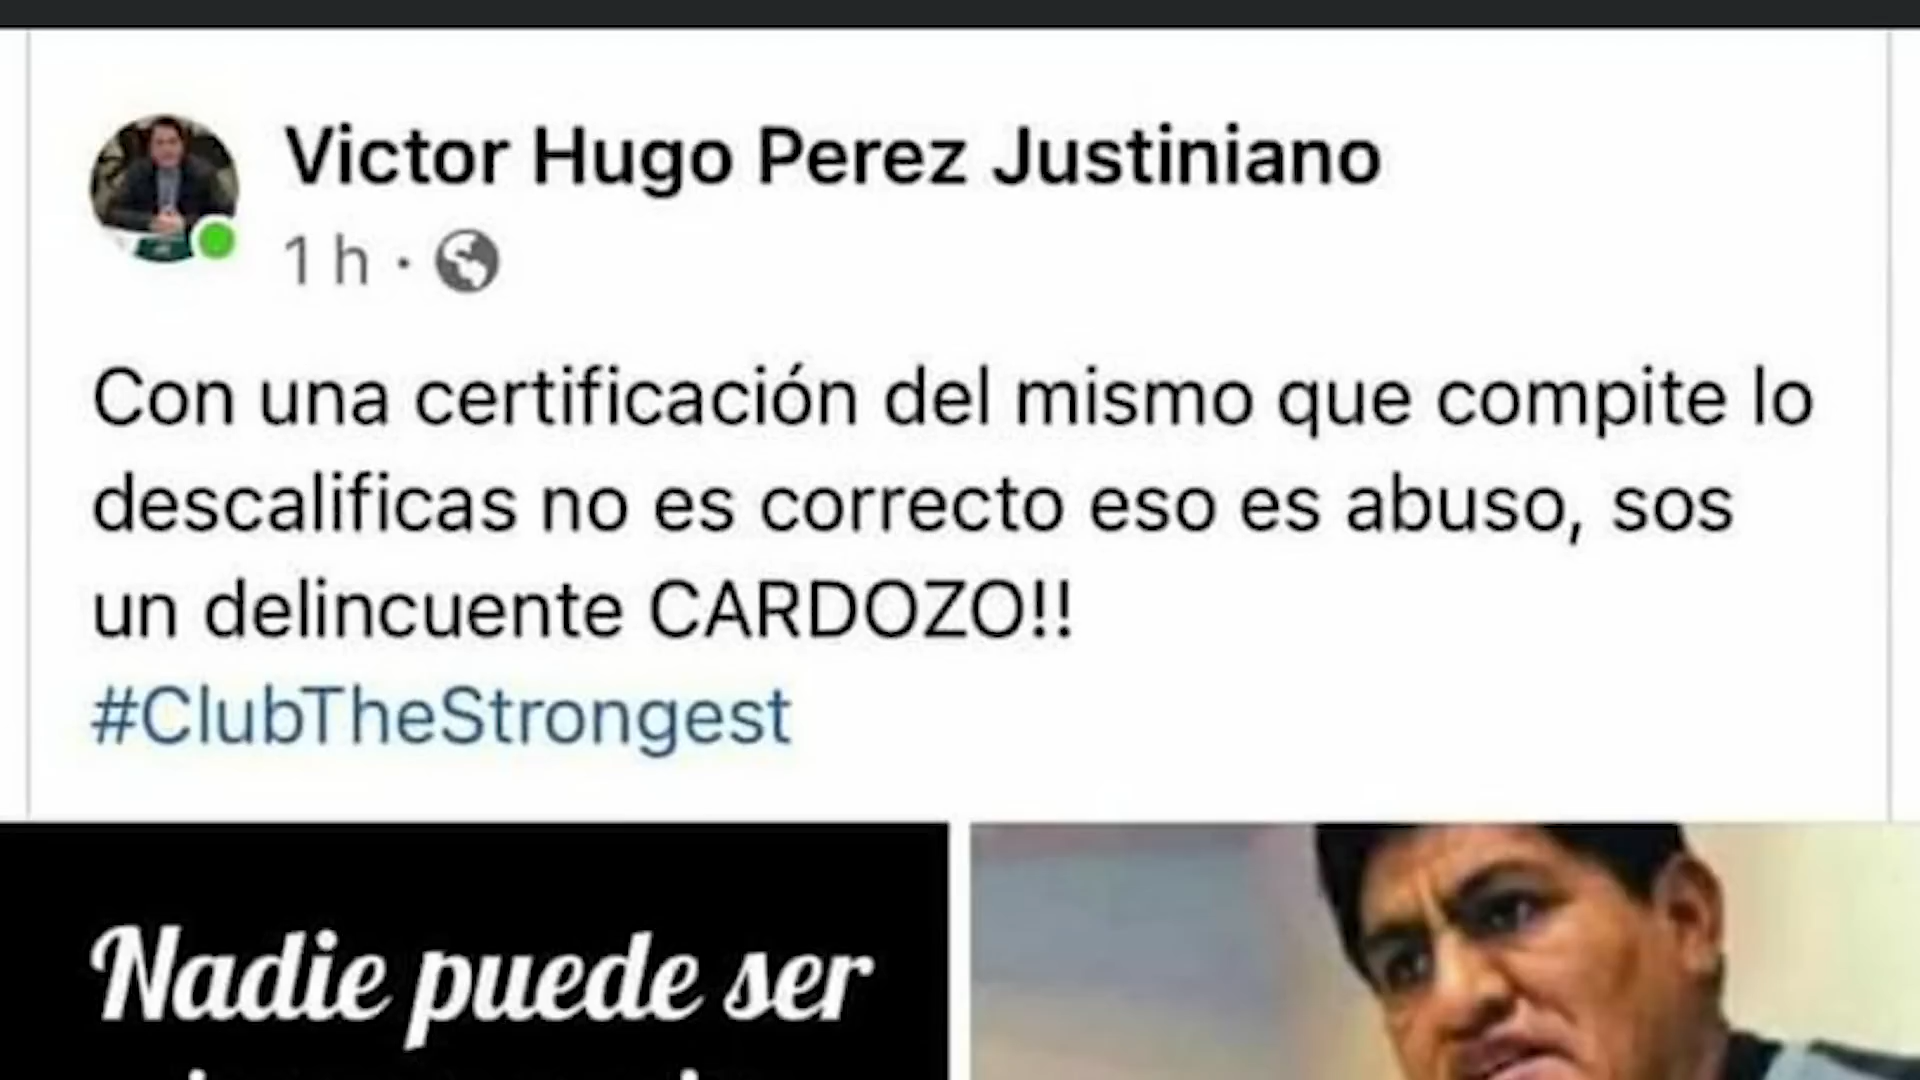 Victor Hugo Perez Justiniano
1 h ·
Con una certificación del mismo que compite lo
descalificas no es correcto eso es abuso, sos
un delincuente CARDOZO!!
#ClubTheStrongest
Nadie puede ser